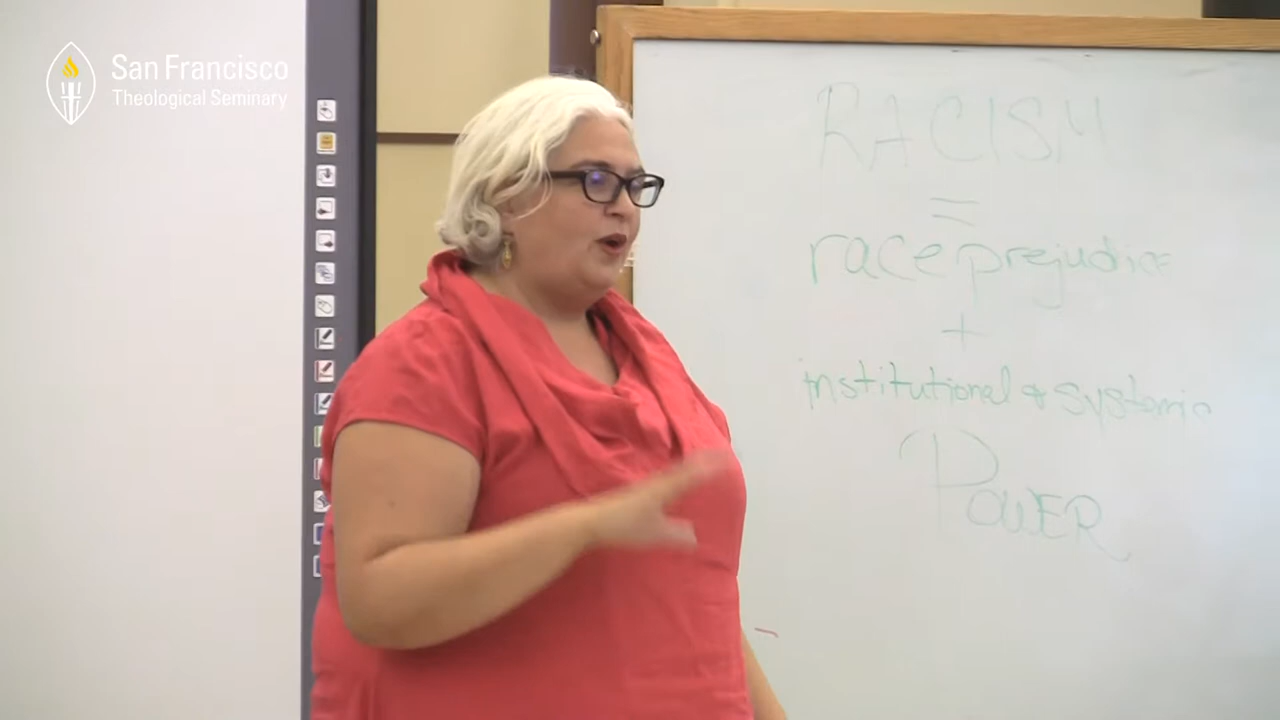 San Francisco
Theological Seminary
RACISM
=
race prejudice
+
institutional & systemic
POWER